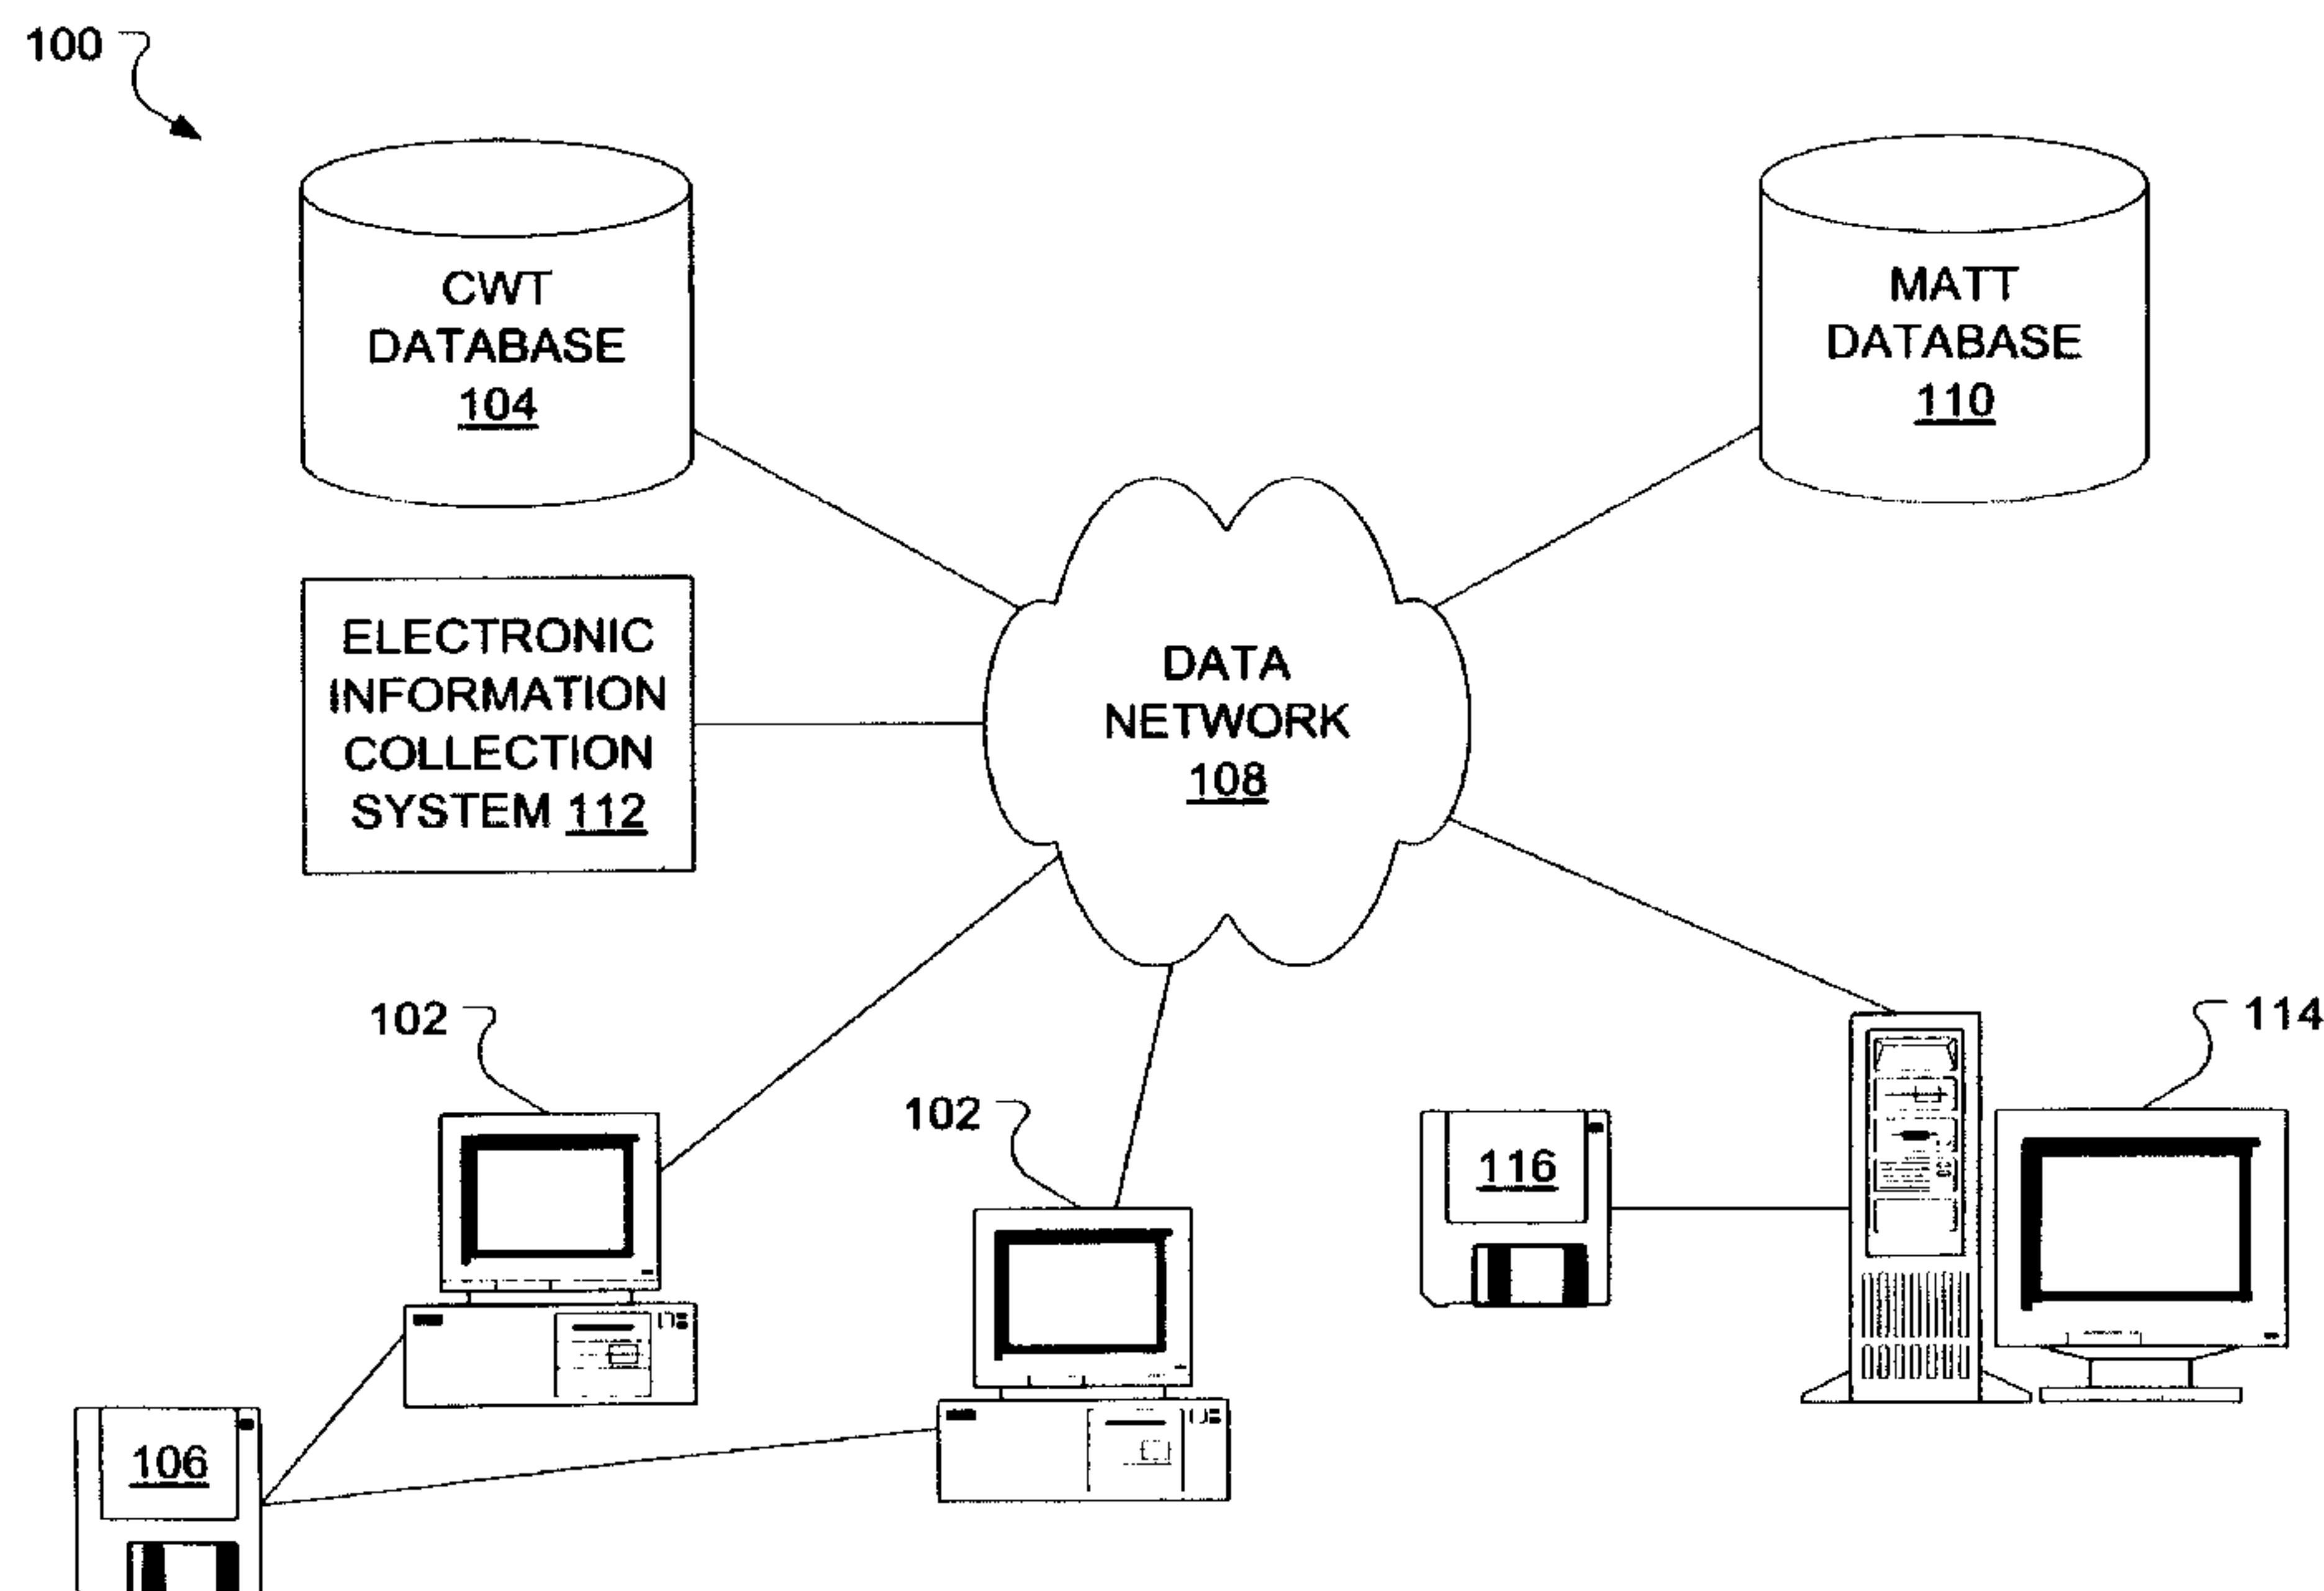 100
CWT
DATABASE
104
MATT
DATABASE
110
ELECTRONIC
INFORMATION
COLLECTION
SYSTEM 112
DATA
NETWORK
108
102
102
114
116
106